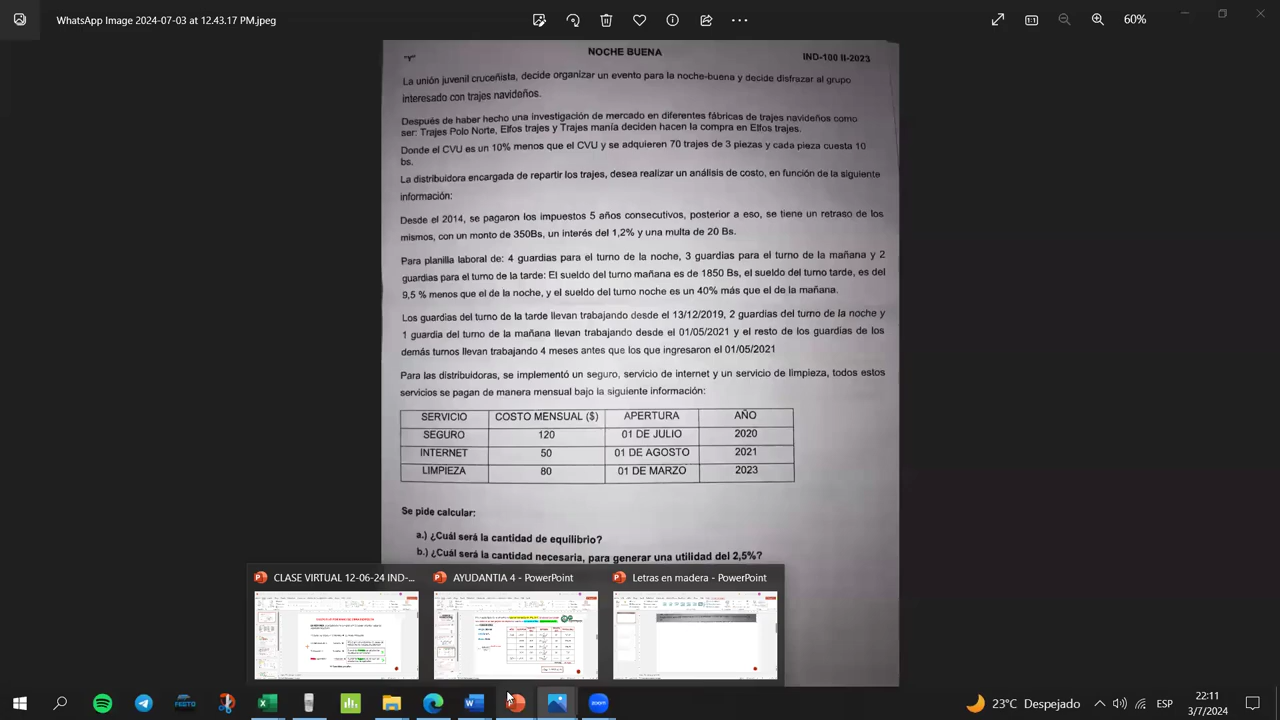 WhatsApp Image 2024-07-03 at 12.43.17 PM.jpeg
60%
"Y"
NOCHE BUENA
IND-100 II-2023
La unión juvenil cruceñista, decide organizar un evento para la noche-buena y decide disfrazar al grupo
interesado con trajes navideños.
Después de haber hecho una investigación de mercado en diferentes fábricas de trajes navideños como
ser: Trajes Polo Norte, Elfos trajes y Trajes manía deciden hacen la compra en Elfos trajes.
Donde el CVU es un 10% menos que el CVU y se adquieren 70 trajes de 3 piezas y cada pieza cuesta 10
bs.
La distribuidora encargada de repartir los trajes, desea realizar un análisis de costo, en función de la siguiente
información:
Desde el 2014, se pagaron los impuestos 5 años consecutivos, posterior a eso, se tiene un retraso de los
mismos, con un monto de 350Bs, un interés del 1,2% y una multa de 20 Bs.
Para planilla laboral de: 4 guardias para el turno de la noche, 3 guardias para el turno de la mañana y 2
guardias para el turno de la tarde: El sueldo del turno mañana es de 1850 Bs, el sueldo del turno tarde, es del
9,5 % menos que el de la noche, y el sueldo del turno noche es un 40% más que el de la mañana.
Los guardias del turno de la tarde llevan trabajando desde el 13/12/2019, 2 guardias del turno de la noche y
1 guardia del turno de la mañana llevan trabajando desde el 01/05/2021 y el resto de los guardias de los
demás turnos llevan trabajando 4 meses antes que los que ingresaron el 01/05/2021
Para las distribuidoras, se implementó un seguro, servicio de internet y un servicio de limpieza, todos estos
servicios se pagan de manera mensual bajo la siguiente información:
SERVICIO COSTO MENSUAL ($) APERTURA AÑO
SEGURO 120 01 DE JULIO 2020
INTERNET 50 01 DE AGOSTO 2021
LIMPIEZA 80 01 DE MARZO 2023
Se pide calcular:
a.) ¿Cuál será la cantidad de equilibrio?
b.) ¿Cuál será la cantidad necesaria, para generar una utilidad del 2,5%?
CLASE VIRTUAL 12-06-24 IND-...
AYUDANTIA 4 - PowerPoint
Letras en madera - PowerPoint
FESTO
zoom
23°C Despejado
ESP
22:11
3/7/2024